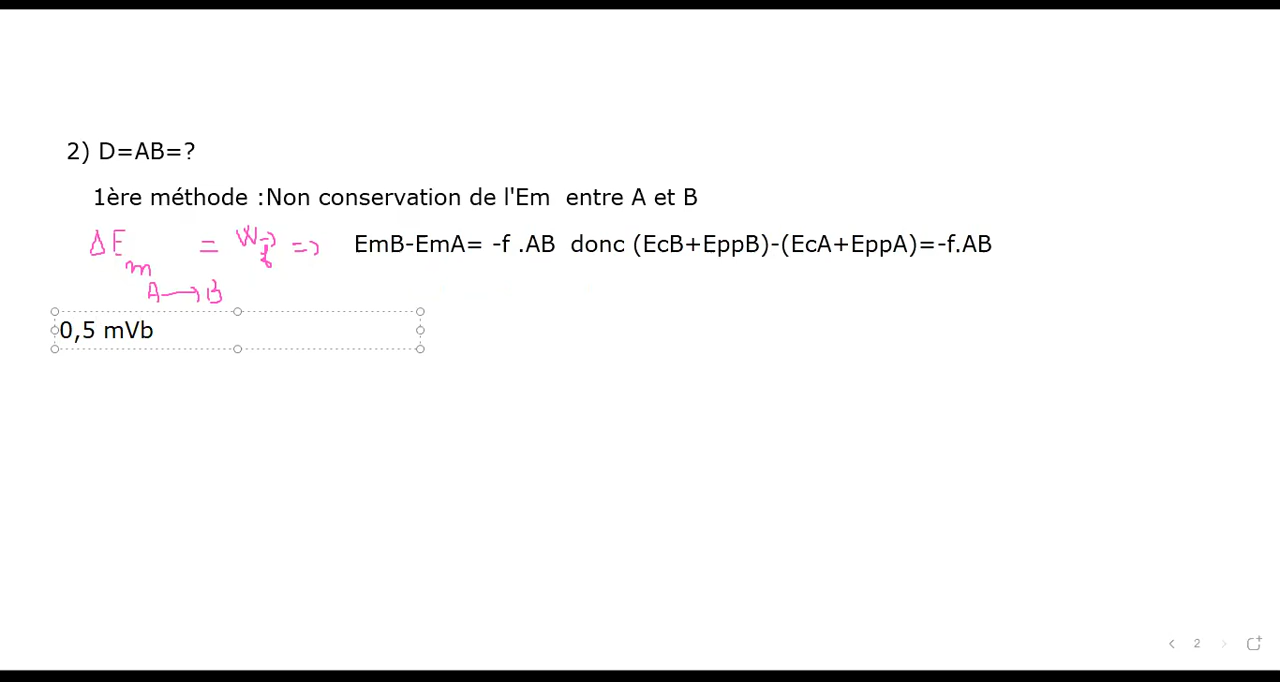 2) D=AB=?
1ère méthode :Non conservation de l'Em entre A et B
ΔEm A→B = Wf⃗ => EmB-EmA= -f .AB donc (EcB+EppB)-(EcA+EppA)=-f.AB
0,5 mVb
2